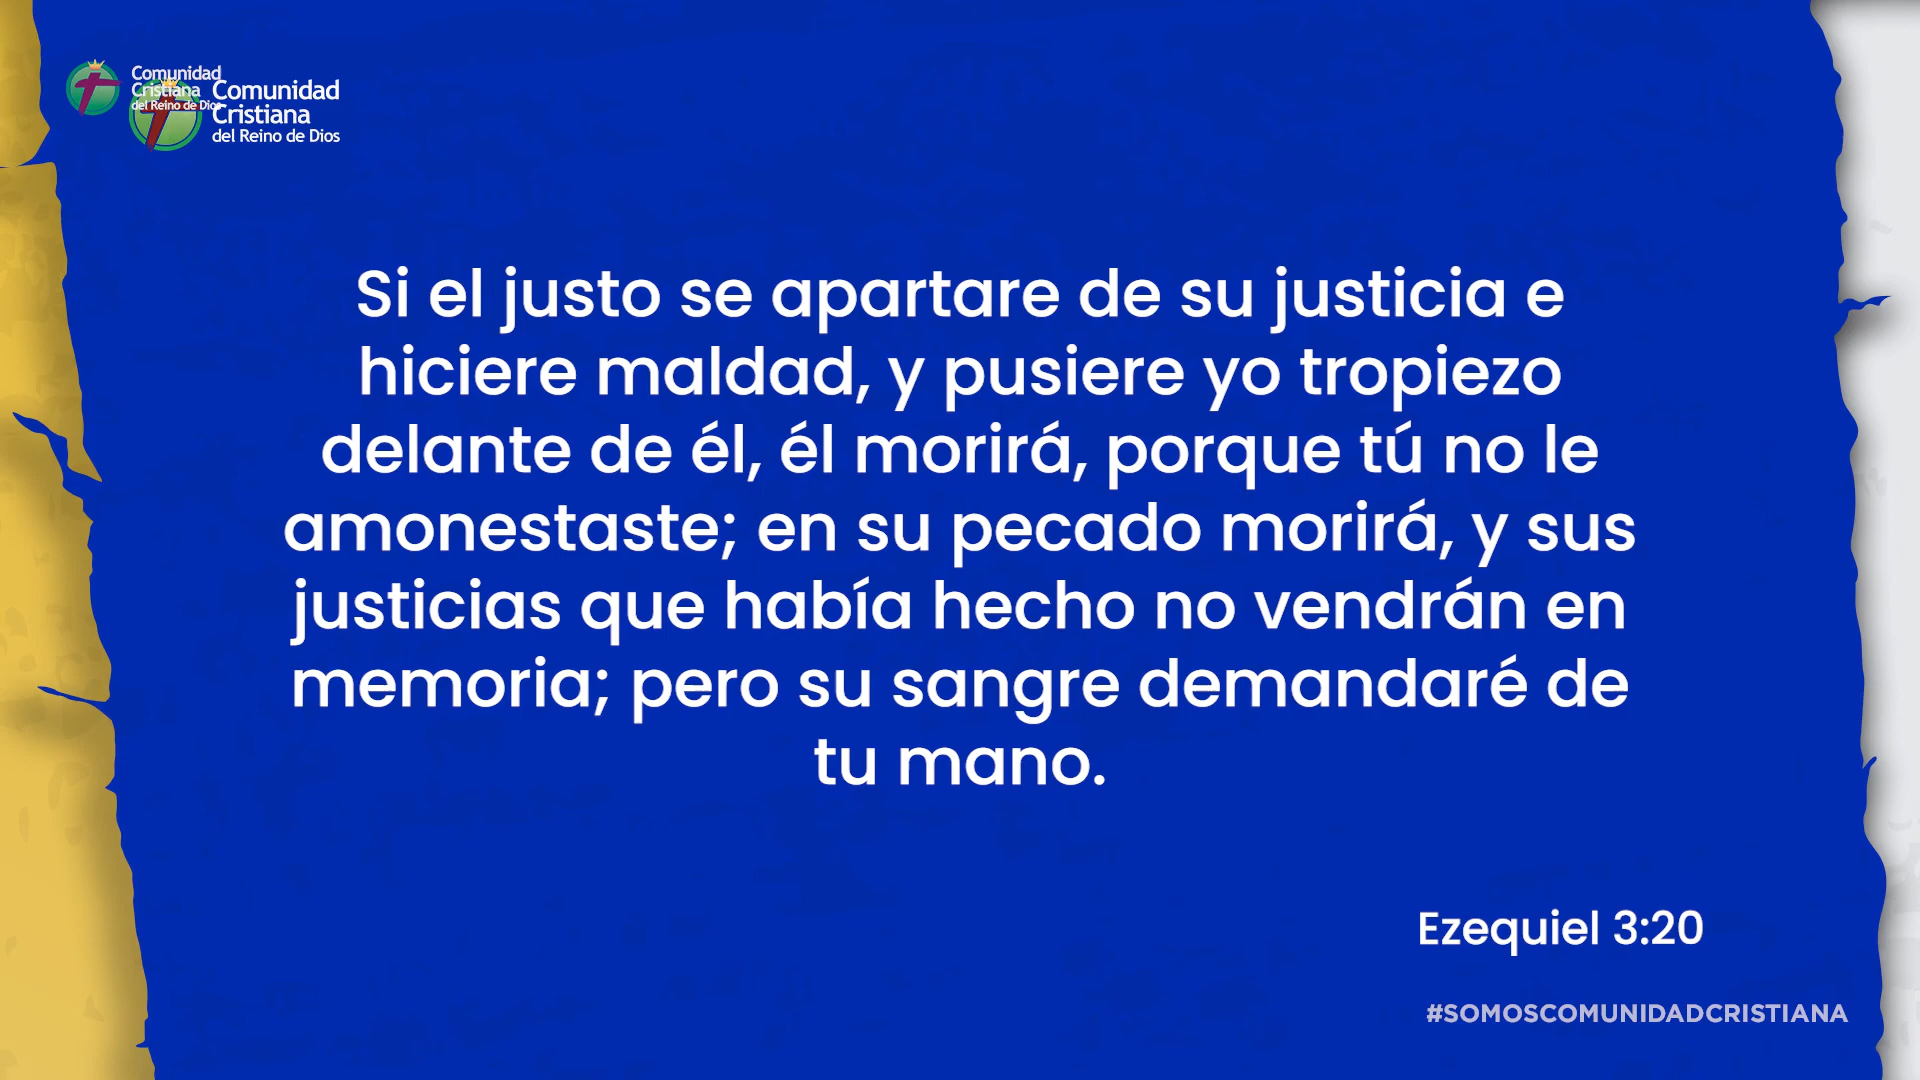 Comunidad
Cristiana
del Reino de Dios
Comunidad
Cristiana
del Reino de Dios
Si el justo se apartare de su justicia e
hiciere maldad, y pusiere yo tropiezo
delante de él, él morirá, porque tú no le
amonestaste; en su pecado morirá, y sus
justicias que había hecho no vendrán en
memoria; pero su sangre demandaré de
tu mano.
Ezequiel 3:20
#SOMOSCOMUNIDADCRISTIANA